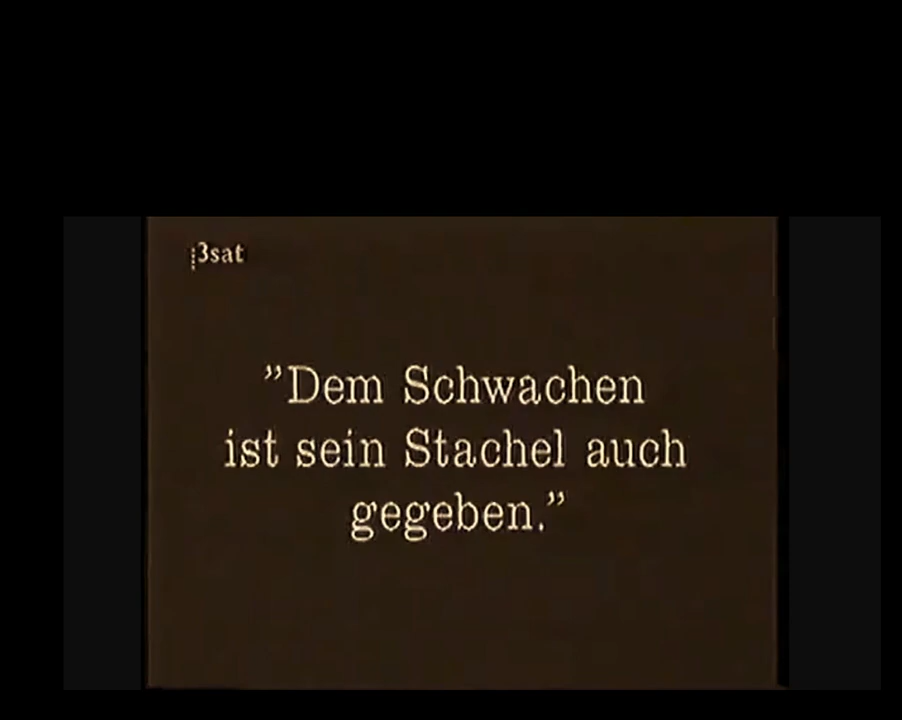 3sat
”Dem Schwachen
ist sein Stachel auch
gegeben.”